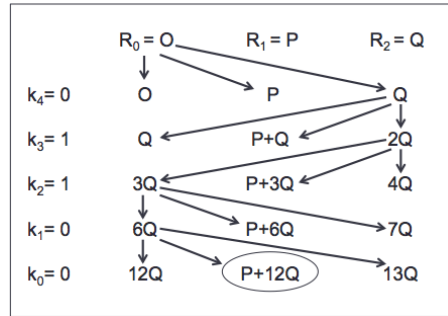 R₀ = O R₁ = P R₂ = Q
k₄ = 0 O P Q
k₃ = 1 Q P+Q 2Q
k₂ = 1 3Q P+3Q 4Q
k₁ = 0 6Q P+6Q 7Q
k₀ = 0 12Q P+12Q 13Q